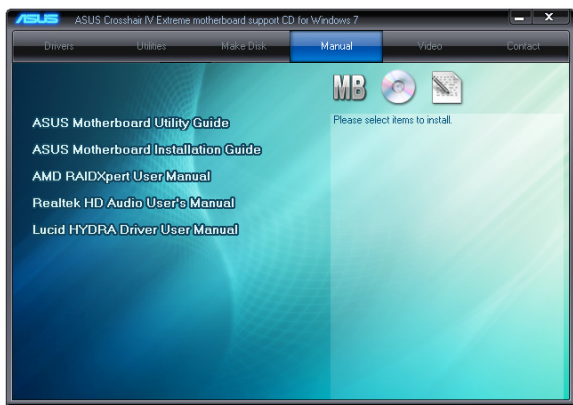 ASUS ASUS Crosshair IV Extreme motherboard support CD for Windows 7
Drivers Utilities Make Disk Manual Video Contact
MB
Please select items to install.
ASUS Motherboard Utility Guide
ASUS Motherboard Installation Guide
AMD RAIDXpert User Manual
Realtek HD Audio User's Manual
Lucid HYDRA Driver User Manual